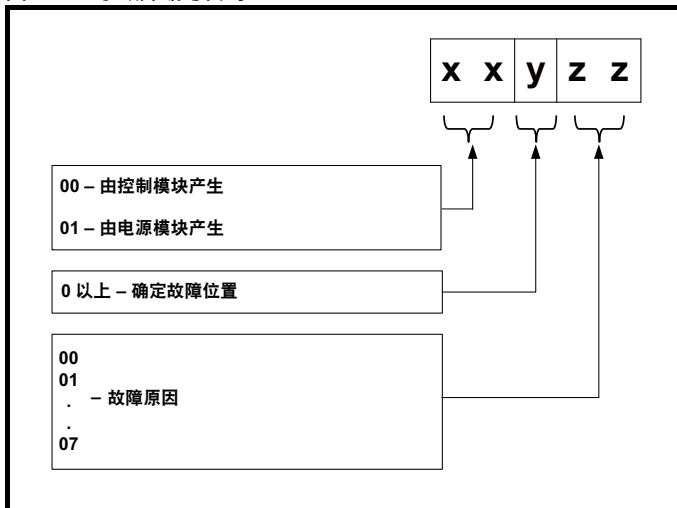 x x y z z
00 – 由控制模块产生
01 – 由电源模块产生
0 以上 – 确定故障位置
00
01
. – 故障原因
.
07